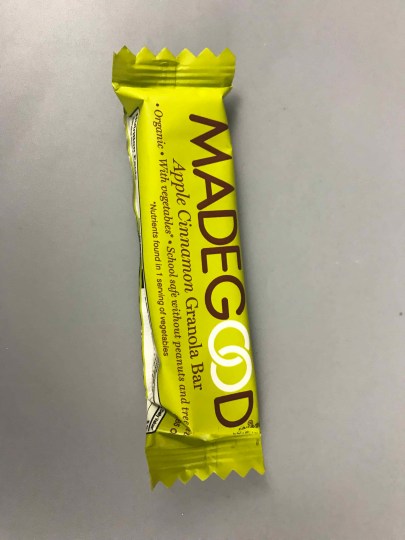 MADEGOOD
Apple Cinnamon Granola Bar
• Organic • With vegetables* • School safe without peanuts and tree
*Nutrients found in 1 serving of vegetables